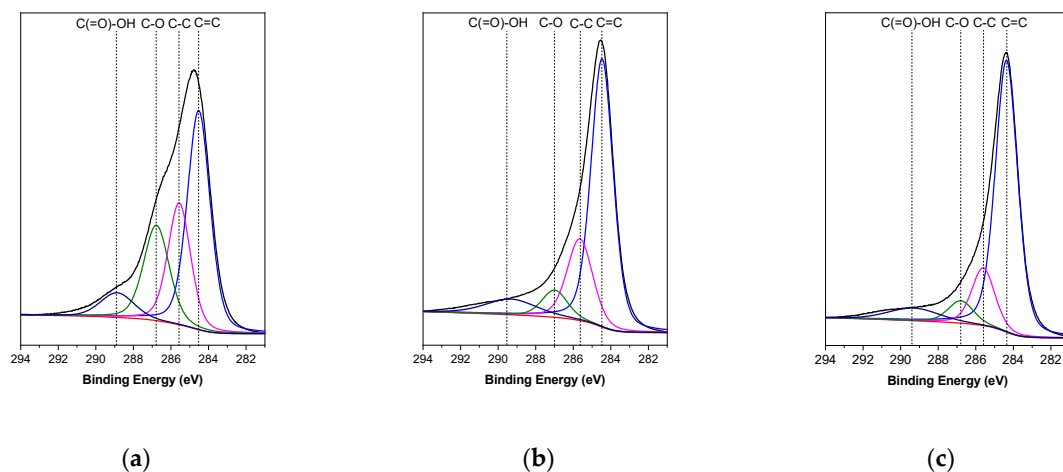 C(=O)-OH C-O C-C C=C
294 292 290 288 286 284 282
Binding Energy (eV)
(a)
C(=O)-OH C-O C-C C=C
294 292 290 288 286 284 282
Binding Energy (eV)
(b)
C(=O)-OH C-O C-C C=C
294 292 290 288 286 284 282
Binding Energy (eV)
(c)